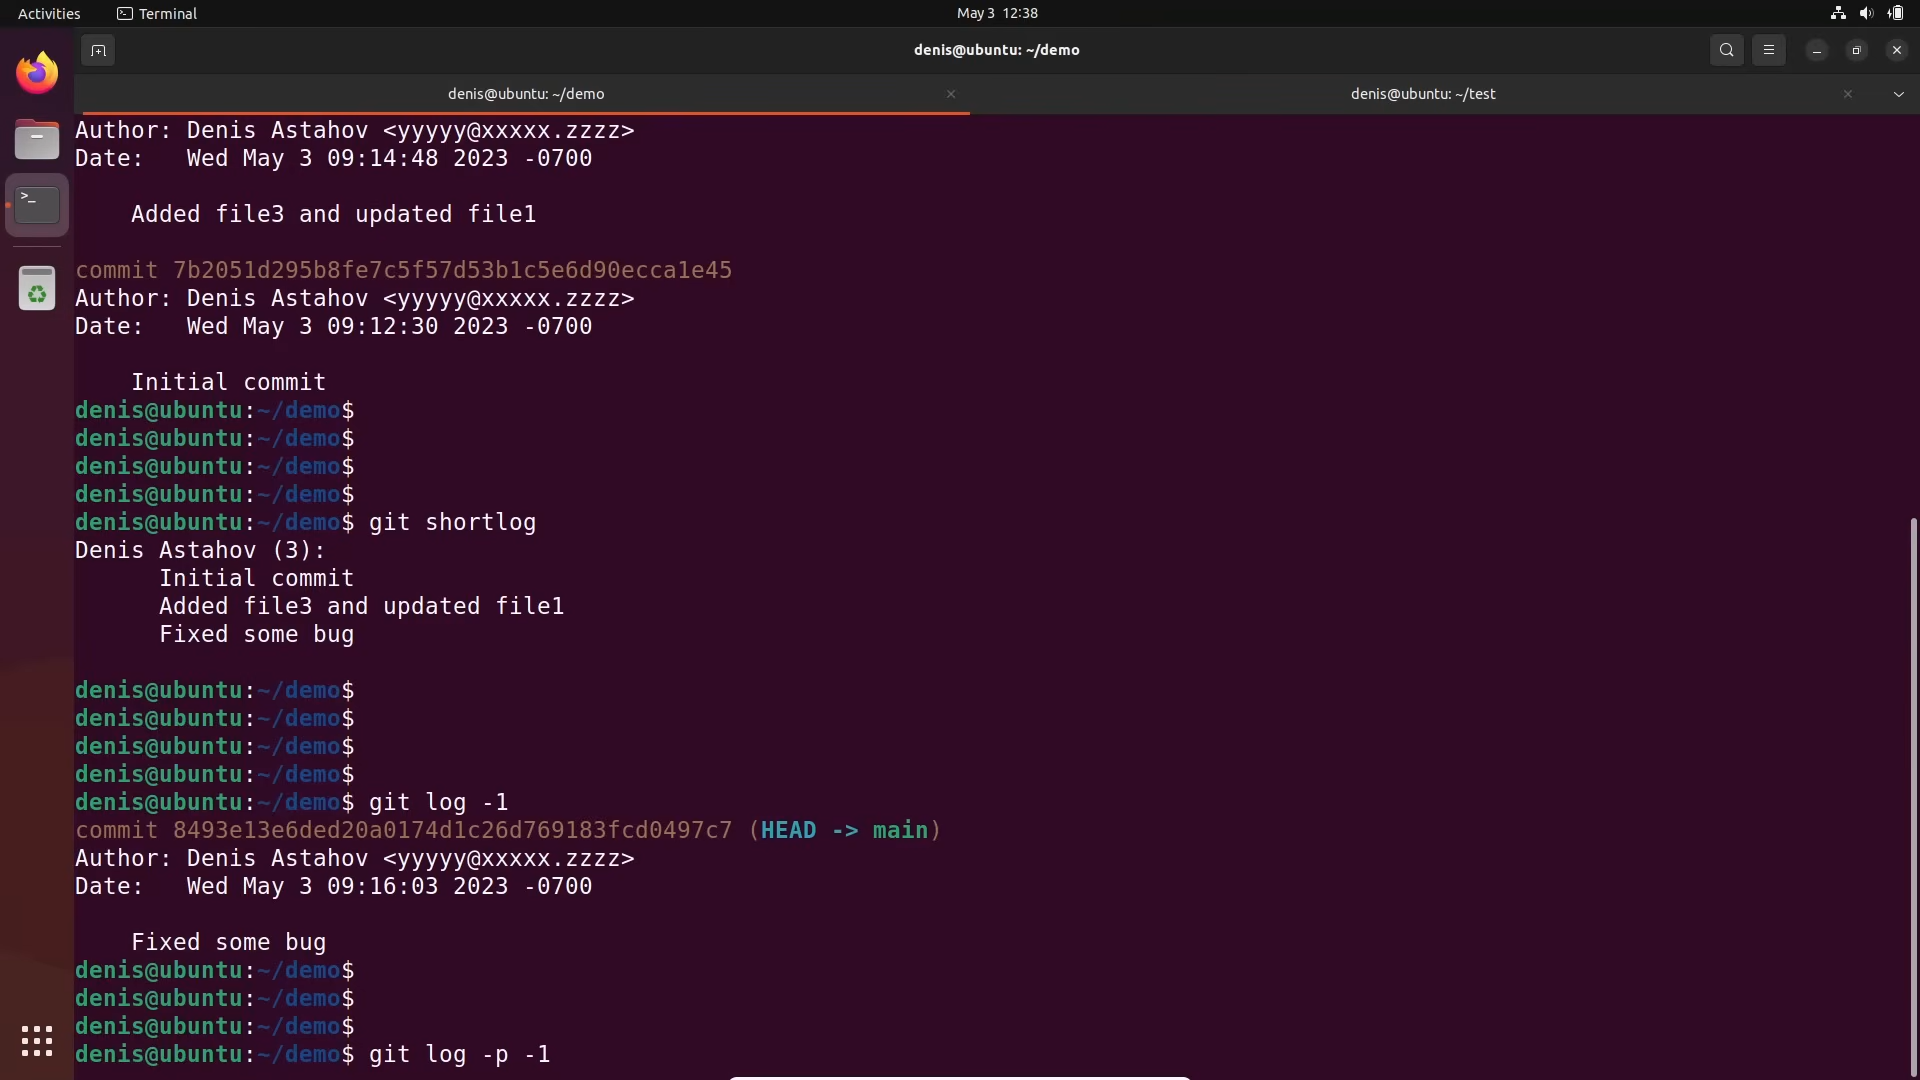 Activities
Terminal
May 3 12:38
denis@ubuntu: ~/demo
denis@ubuntu: ~/demo
denis@ubuntu: ~/test
Author: Denis Astahov <yyyyy@xxxxx.zzzz>
Date:   Wed May 3 09:14:48 2023 -0700
    Added file3 and updated file1
commit 7b2051d295b8fe7c5f57d53b1c5e6d90ecca1e45
Author: Denis Astahov <yyyyy@xxxxx.zzzz>
Date:   Wed May 3 09:12:30 2023 -0700
    Initial commit
denis@ubuntu:~/demo$
denis@ubuntu:~/demo$
denis@ubuntu:~/demo$
denis@ubuntu:~/demo$
denis@ubuntu:~/demo$ git shortlog
Denis Astahov (3):
      Initial commit
      Added file3 and updated file1
      Fixed some bug
denis@ubuntu:~/demo$
denis@ubuntu:~/demo$
denis@ubuntu:~/demo$
denis@ubuntu:~/demo$
denis@ubuntu:~/demo$ git log -1
commit 8493e13e6ded20a0174d1c26d769183fcd0497c7 (HEAD -> main)
Author: Denis Astahov <yyyyy@xxxxx.zzzz>
Date:   Wed May 3 09:16:03 2023 -0700
    Fixed some bug
denis@ubuntu:~/demo$
denis@ubuntu:~/demo$
denis@ubuntu:~/demo$
denis@ubuntu:~/demo$ git log -p -1